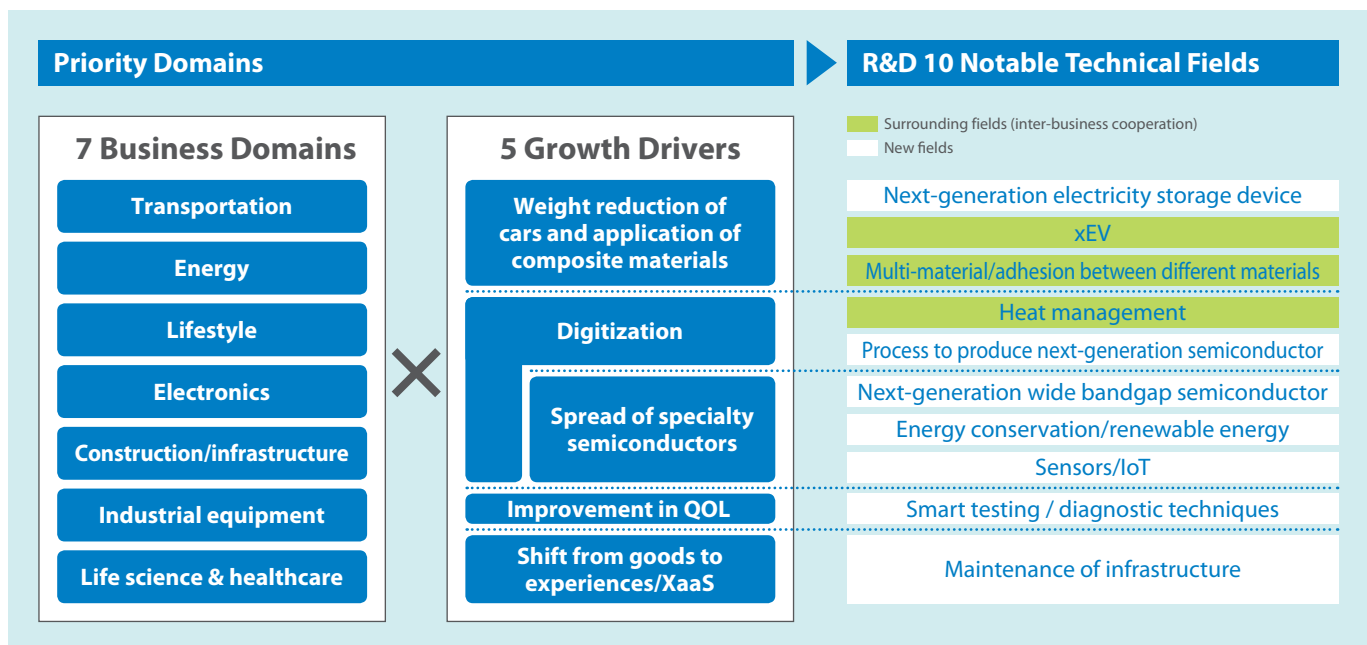 Priority Domains
R&D 10 Notable Technical Fields
7 Business Domains
Transportation
Energy
Lifestyle
Electronics
Construction/infrastructure
Industrial equipment
Life science & healthcare
×
5 Growth Drivers
Weight reduction of
cars and application of
composite materials
Digitization
Spread of specialty
semiconductors
Improvement in QOL
Shift from goods to
experiences/XaaS
Surrounding fields (inter-business cooperation)
New fields
Next-generation electricity storage device
xEV
Multi-material/adhesion between different materials
Heat management
Process to produce next-generation semiconductor
Next-generation wide bandgap semiconductor
Energy conservation/renewable energy
Sensors/IoT
Smart testing / diagnostic techniques
Maintenance of infrastructure